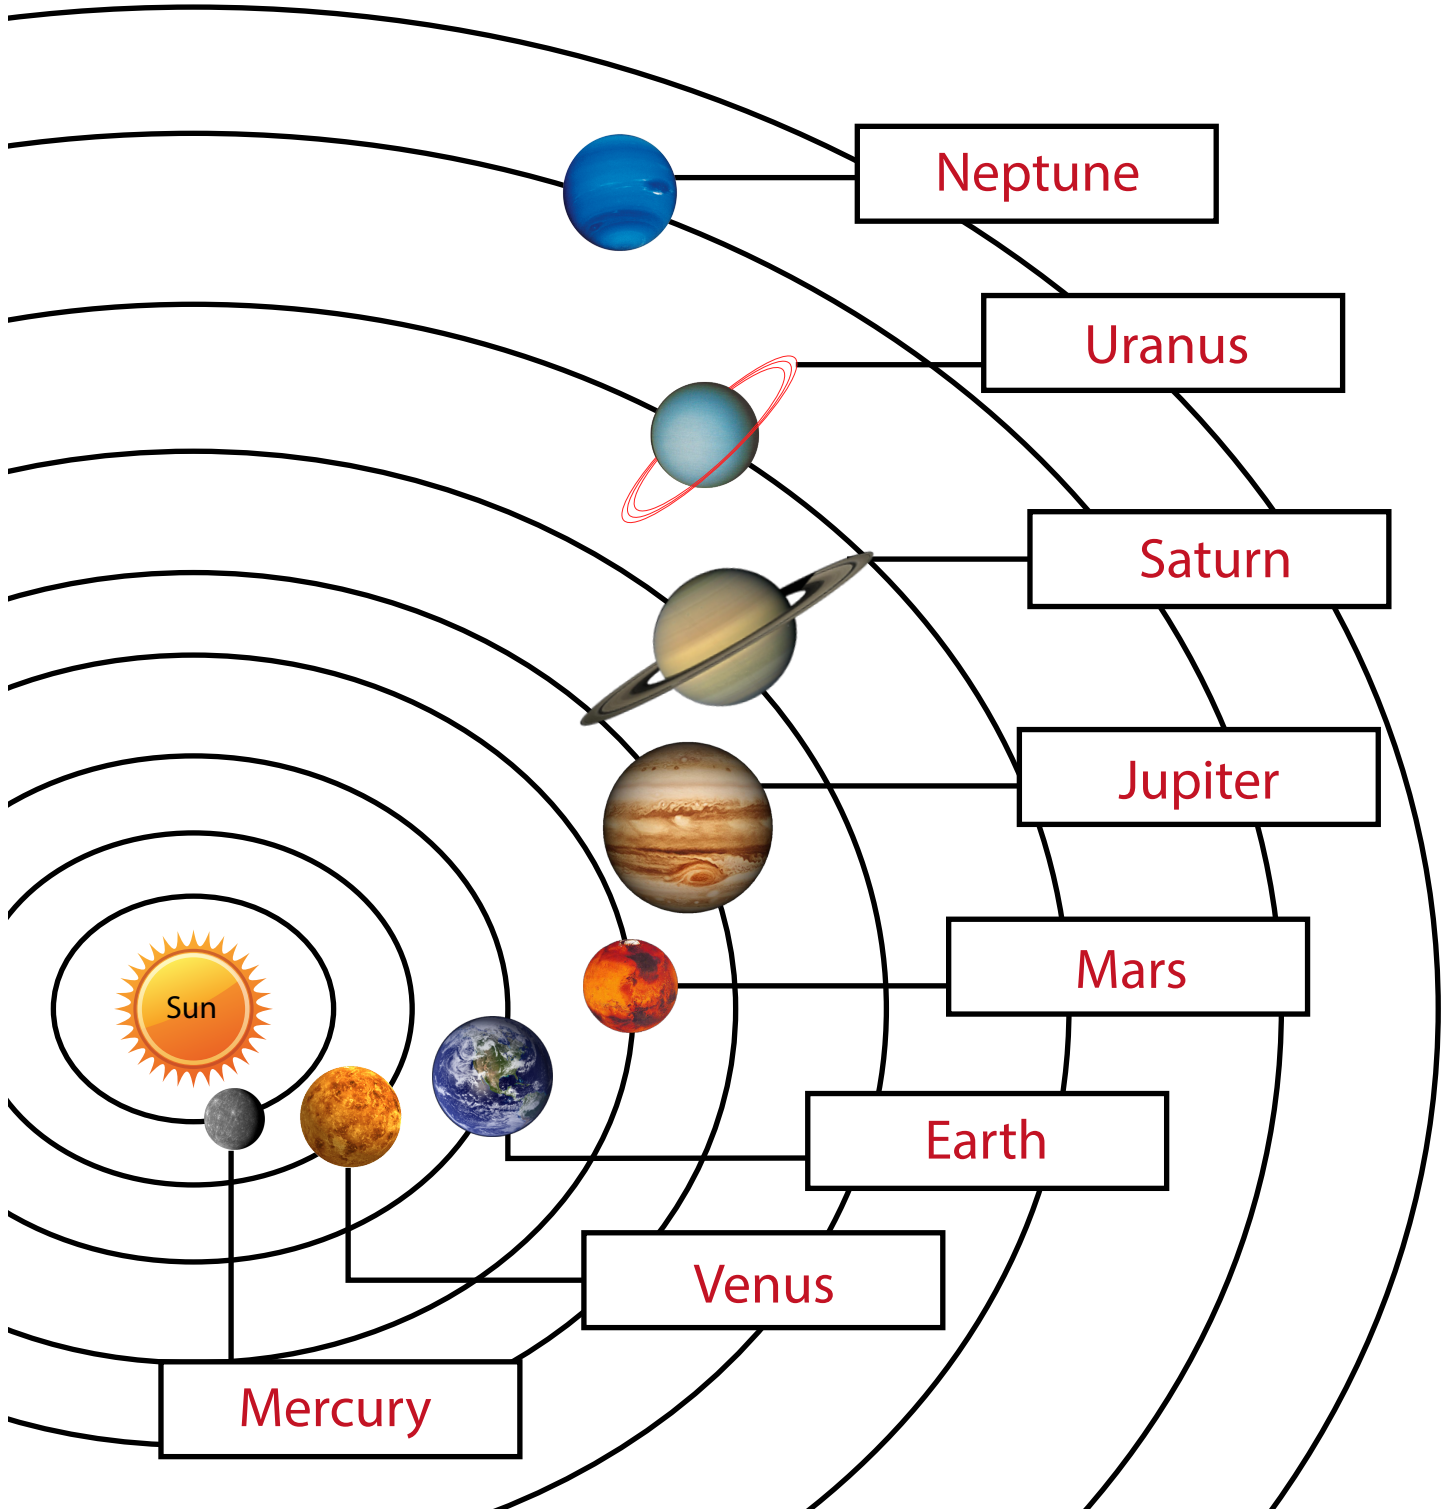 Neptune
Uranus
Saturn
Jupiter
Mars
Sun
Earth
Venus
Mercury